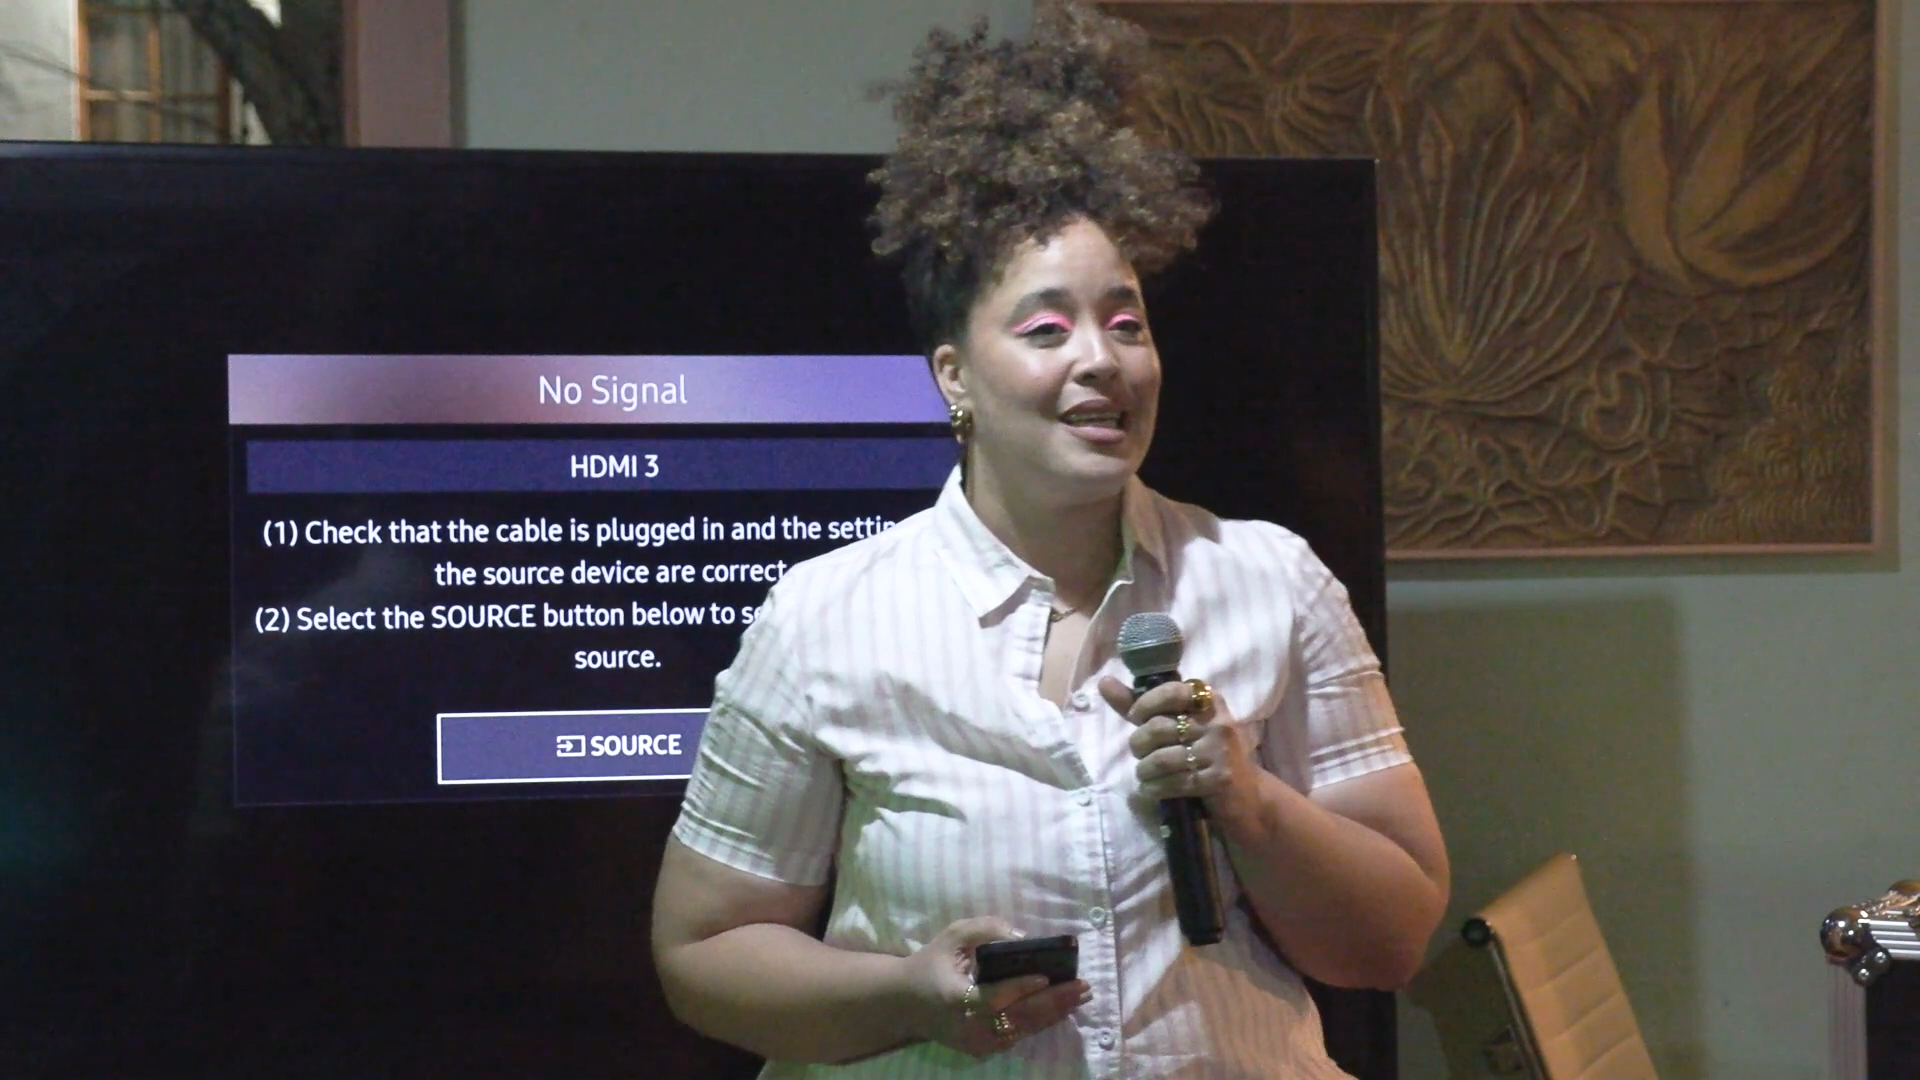 No Signal
HDMI 3
(1) Check that the cable is plugged in and the
the source device are correct
(2) Select the SOURCE button below to
source.
SOURCE